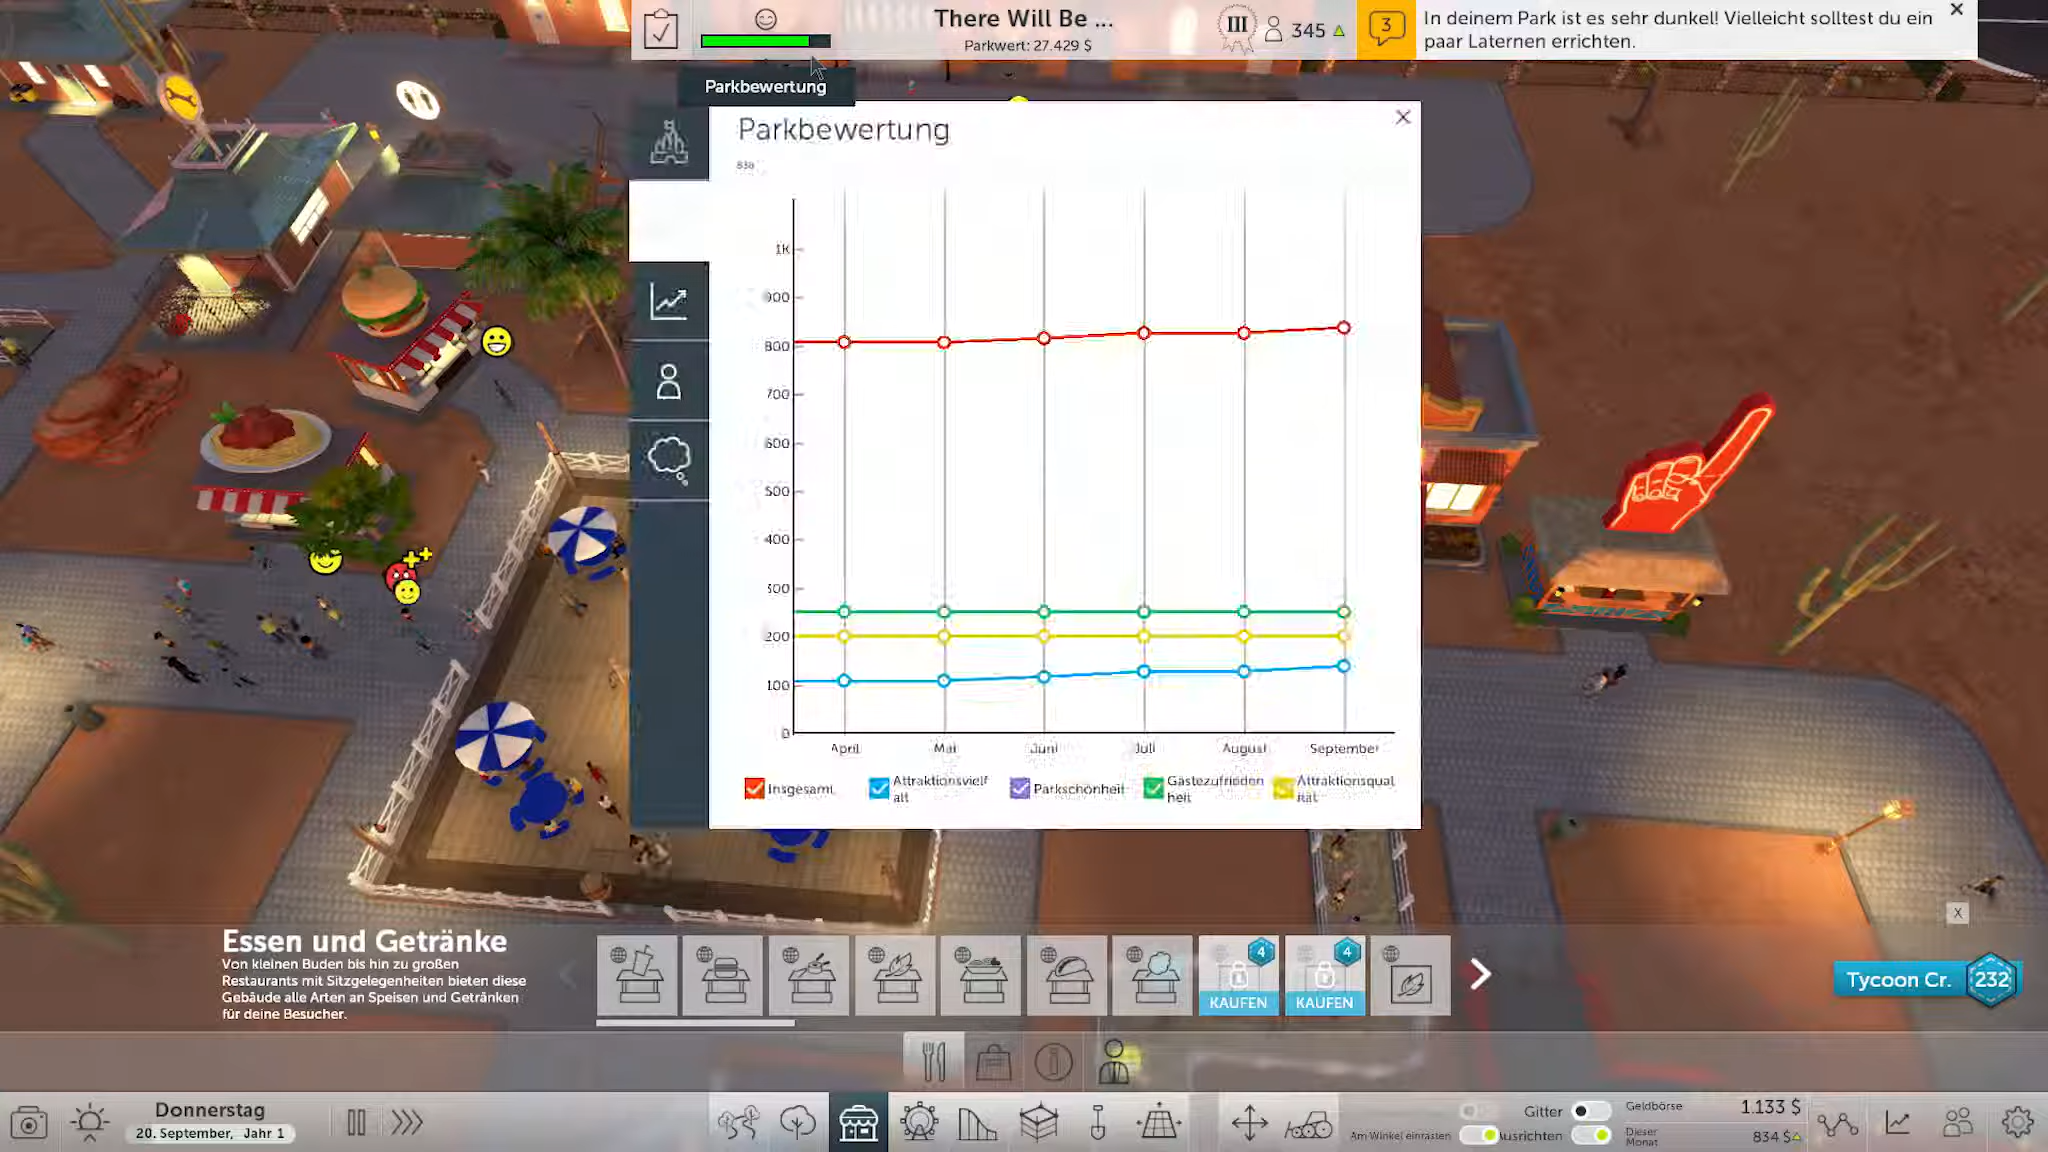 There Will Be ...
Parkwert: 27.429 $
III
345
3
In deinem Park ist es sehr dunkel! Vielleicht solltest du ein
paar Laternen errichten.
Parkbewertung
Parkbewertung
1K
900
800
700
600
500
400
300
200
100
0
April
Mai
Juni
Juli
August
September
Insgesamt
Attraktionsvielf
alt
Parkschönheit
Gästezufrieden
heit
Attraktionsqual
ität
X
Essen und Getränke
Von kleinen Buden bis hin zu großen
Restaurants mit Sitzgelegenheiten bieten diese
Gebäude alle Arten an Speisen und Getränken
für deine Besucher.
4
KAUFEN
4
KAUFEN
Tycoon Cr. 232
Donnerstag
20. September, Jahr 1
Gitter
Am Winkel einrasten
Ausrichten
Geldbörse
1.133 $
Dieser
Monat
834 $